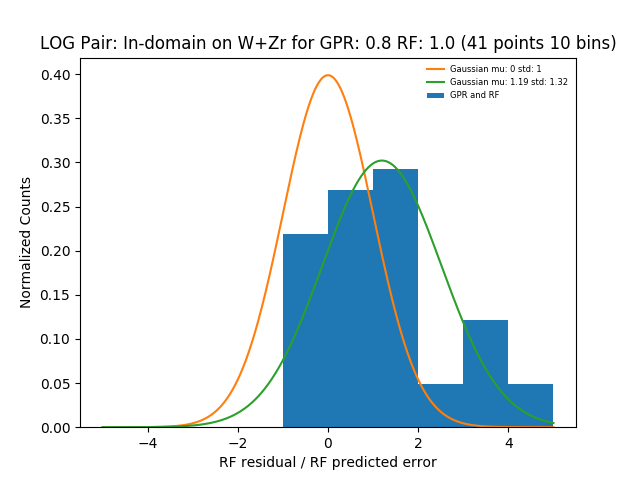 LOG Pair: In-domain on W+Zr for GPR: 0.8 RF: 1.0 (41 points 10 bins)
Gaussian mu: 0 std: 1
Gaussian mu: 1.19 std: 1.32
GPR and RF
Normalized Counts
0.40
0.35
0.30
0.25
0.20
0.15
0.10
0.05
0.00
−4
−2
0
2
4
RF residual / RF predicted error